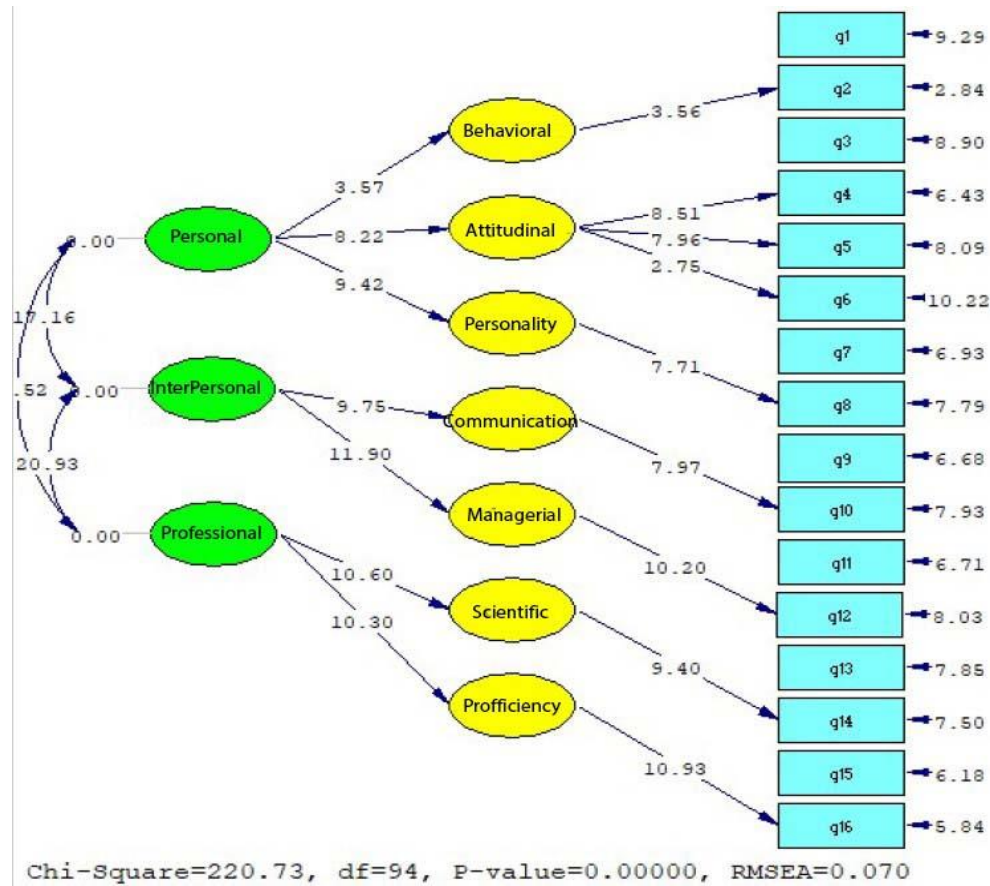 q1
9.29
q2
2.84
q3
8.90
q4
6.43
q5
8.09
q6
10.22
q7
6.93
q8
7.79
q9
6.68
q10
7.93
q11
6.71
q12
8.03
q13
7.85
q14
7.50
q15
6.18
q16
5.84
Behavioral
3.56
3.57
Personal
0.00
8.22
Attitudinal
8.51
7.96
2.75
9.42
Personality
7.71
17.16
InterPersonal
0.00
9.75
Communication
7.97
11.90
.52
20.93
Managerial
10.20
Professional
0.00
10.60
Scientific
9.40
10.30
Profficiency
10.93
Chi-Square=220.73, df=94, P-value=0.00000, RMSEA=0.070